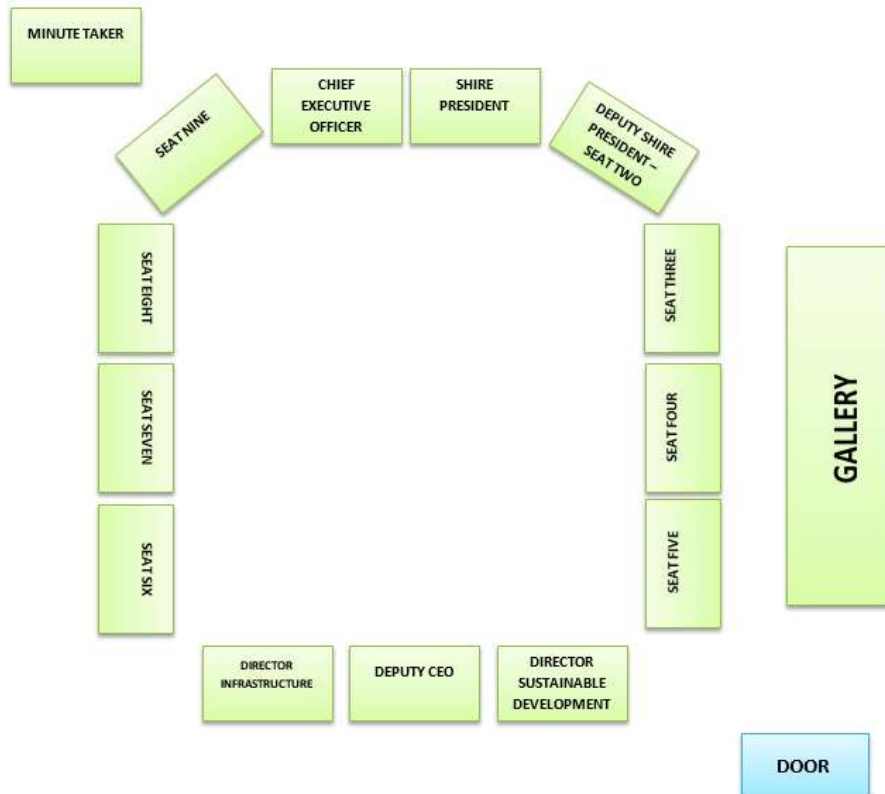 MINUTE TAKER
CHIEF
EXECUTIVE
OFFICER
SHIRE
PRESIDENT
SEAT NINE
DEPUTY SHIRE
PRESIDENT –
SEAT TWO
SEAT EIGHT
SEAT THREE
SEAT SEVEN
SEAT FOUR
GALLERY
SEAT SIX
SEAT FIVE
DIRECTOR
INFRASTRUCTURE
DEPUTY CEO
DIRECTOR
SUSTAINABLE
DEVELOPMENT
DOOR